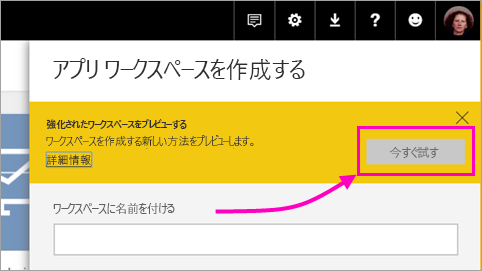 アプリ ワークスペースを作成する
強化されたワークスペースをプレビューする
ワークスペースを作成する新しい方法をプレビューします。
詳細情報
今すぐ試す
ワークスペースに名前を付ける